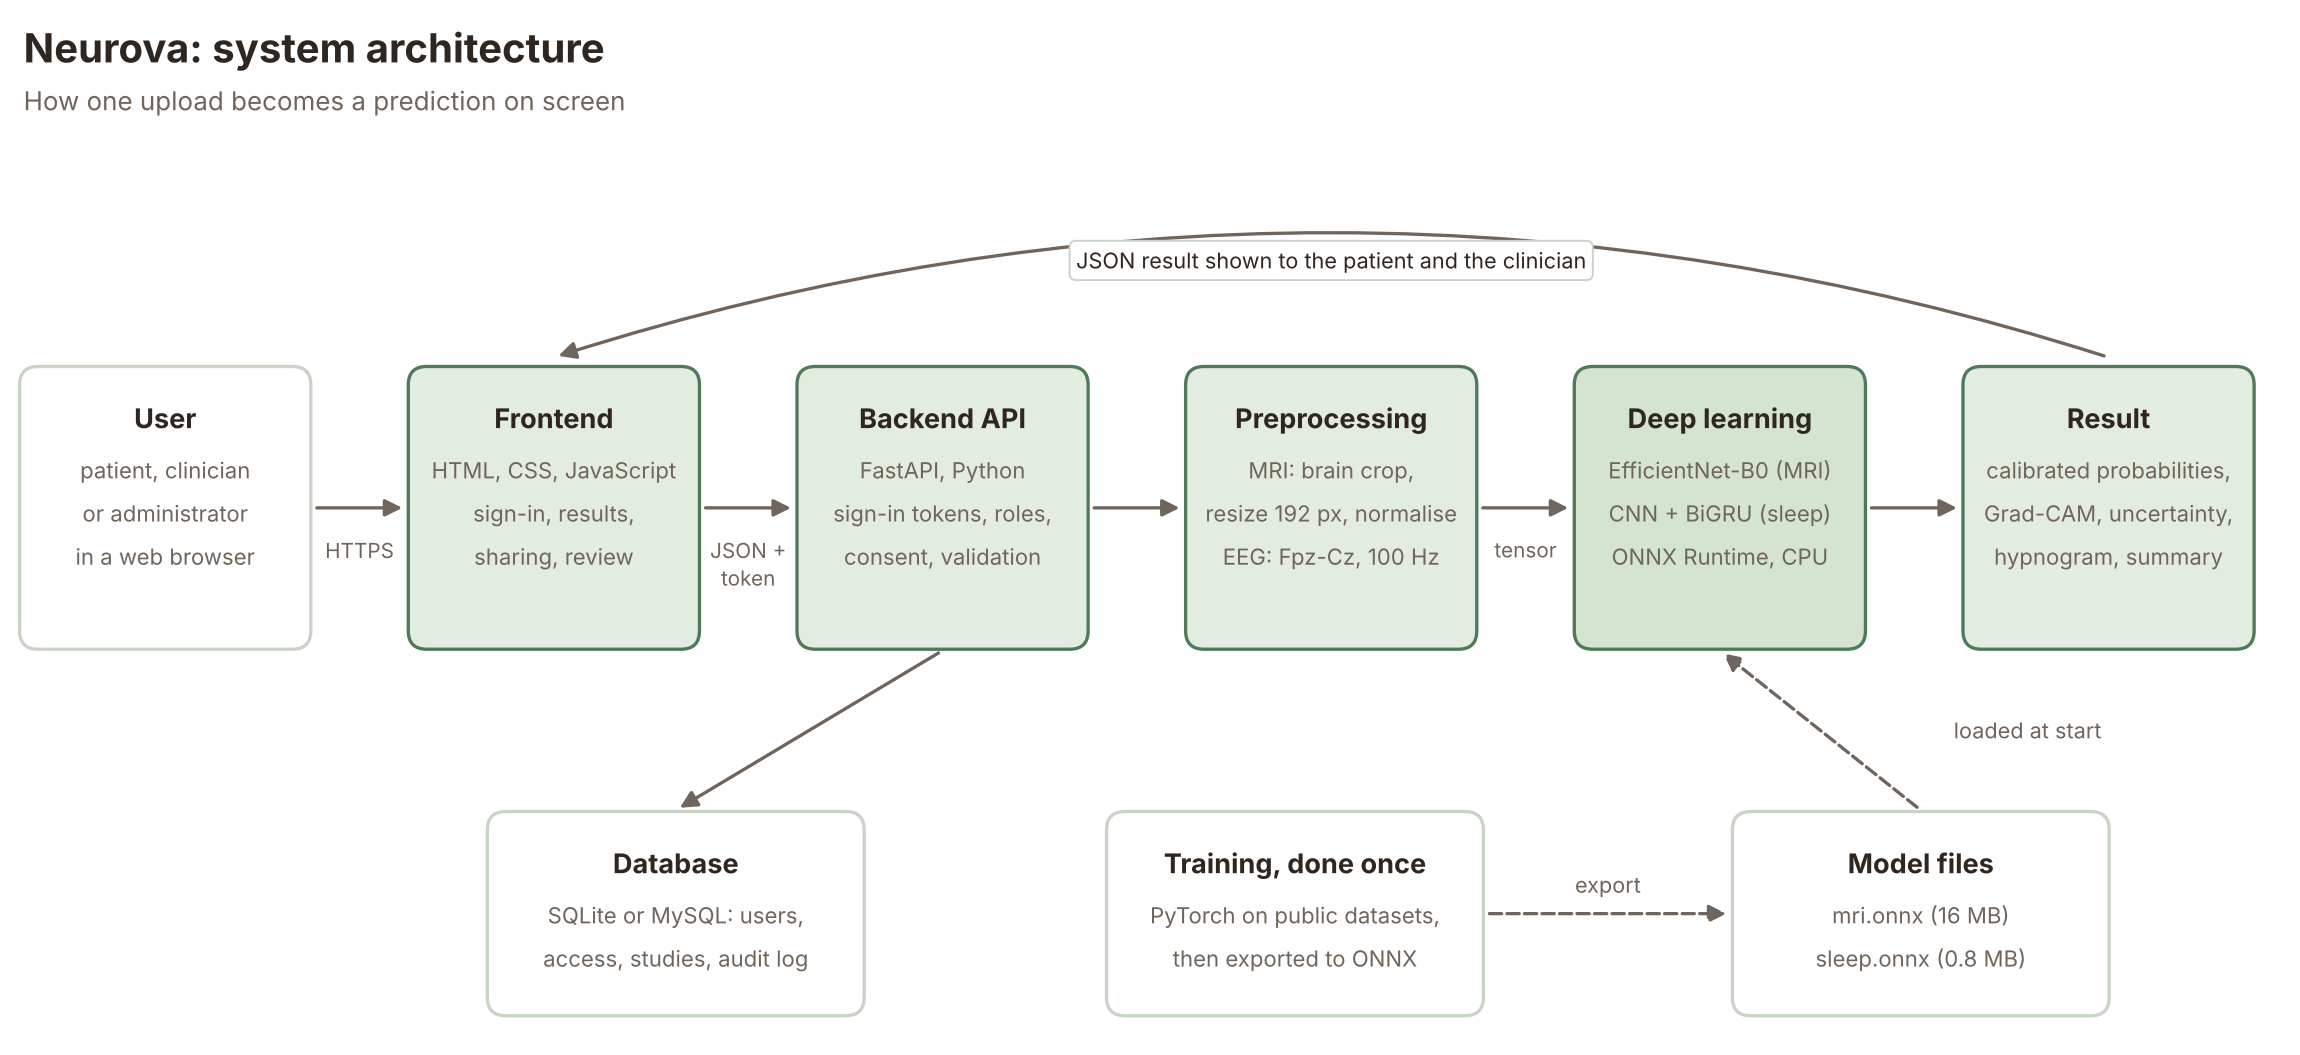 Neurova: system architecture
How one upload becomes a prediction on screen
JSON result shown to the patient and the clinician
User
patient, clinician
or administrator
in a web browser
HTTPS
Frontend
HTML, CSS, JavaScript
sign-in, results,
sharing, review
JSON +
token
Backend API
FastAPI, Python
sign-in tokens, roles,
consent, validation
Preprocessing
MRI: brain crop,
resize 192 px, normalise
EEG: Fpz-Cz, 100 Hz
tensor
Deep learning
EfficientNet-B0 (MRI)
CNN + BiGRU (sleep)
ONNX Runtime, CPU
Result
calibrated probabilities,
Grad-CAM, uncertainty,
hypnogram, summary
loaded at start
Database
SQLite or MySQL: users,
access, studies, audit log
Training, done once
PyTorch on public datasets,
then exported to ONNX
export
Model files
mri.onnx (16 MB)
sleep.onnx (0.8 MB)